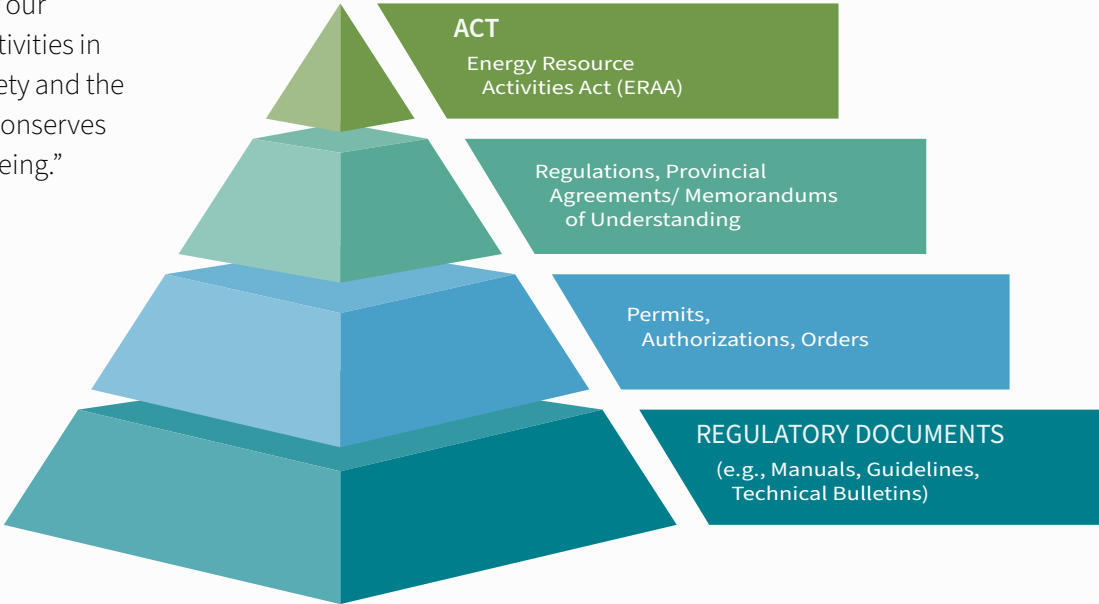 our
tivities in
ety and the
onserves
eing.”
ACT
Energy Resource
Activities Act (ERAA)
Regulations, Provincial
Agreements/ Memorandums
of Understanding
Permits,
Authorizations, Orders
REGULATORY DOCUMENTS
(e.g., Manuals, Guidelines,
Technical Bulletins)